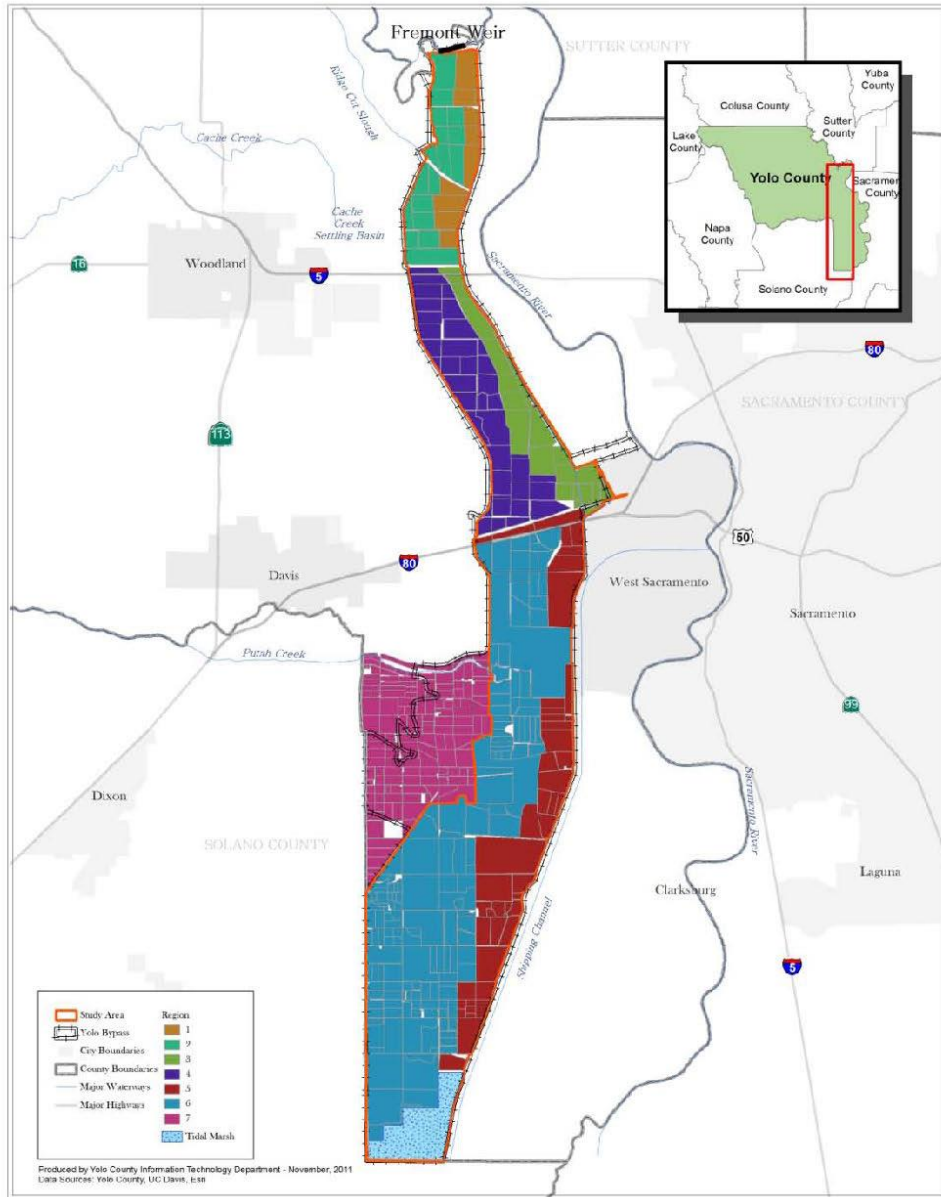 Fremont Weir
SUTTER COUNTY
Ridge Cut Slough
Cache Creek
Cache
Creek
Settling Basin
Woodland
16
5
Sacramento River
Colusa County
Yuba
County
Sutter
County
Lake
County
Yolo County
Sacramen
County
Napa
County
Solano County
80
SACRAMENTO COUNTY
113
50
80
Davis
West Sacramento
Sacramento
Putah Creek
99
Dixon
SOLANO COUNTY
Sacramento River
Laguna
Clarksburg
Shipping Channel
5
Study Area
Yolo Bypass
City Boundaries
County Boundaries
Major Waterways
Major Highways
Region
1
2
3
4
5
6
7
Tidal Marsh
Produced by Yolo County Information Technology Department - November, 2011
Data Sources: Yolo County, UC Davis, Esri